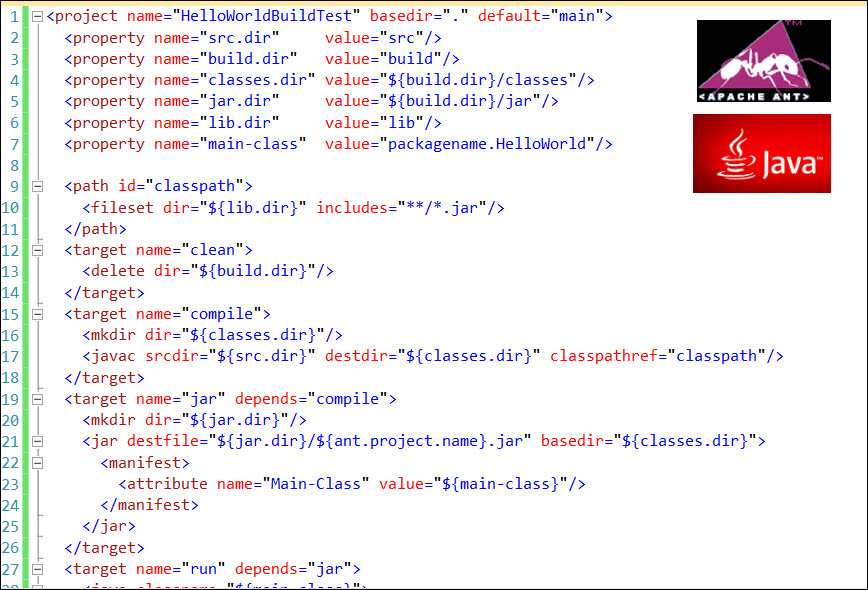 1 <project name="HelloWorldBuildTest" basedir="." default="main">
2 <property name="src.dir" value="src"/>
3 <property name="build.dir" value="build"/>
4 <property name="classes.dir" value="${build.dir}/classes"/>
5 <property name="jar.dir" value="${build.dir}/jar"/>
6 <property name="lib.dir" value="lib"/>
7 <property name="main-class" value="packagename.HelloWorld"/>
8
9 <path id="classpath">
10 <fileset dir="${lib.dir}" includes="**/*.jar"/>
11 </path>
12 <target name="clean">
13 <delete dir="${build.dir}"/>
14 </target>
15 <target name="compile">
16 <mkdir dir="${classes.dir}"/>
17 <javac srcdir="${src.dir}" destdir="${classes.dir}" classpathref="classpath"/>
18 </target>
19 <target name="jar" depends="compile">
20 <mkdir dir="${jar.dir}"/>
21 <jar destfile="${jar.dir}/${ant.project.name}.jar" basedir="${classes.dir}">
22 <manifest>
23 <attribute name="Main-Class" value="${main-class}"/>
24 </manifest>
25 </jar>
26 </target>
27 <target name="run" depends="jar">
28 <java classname="${main-class}">
TM
<APACHE ANT>
Java™